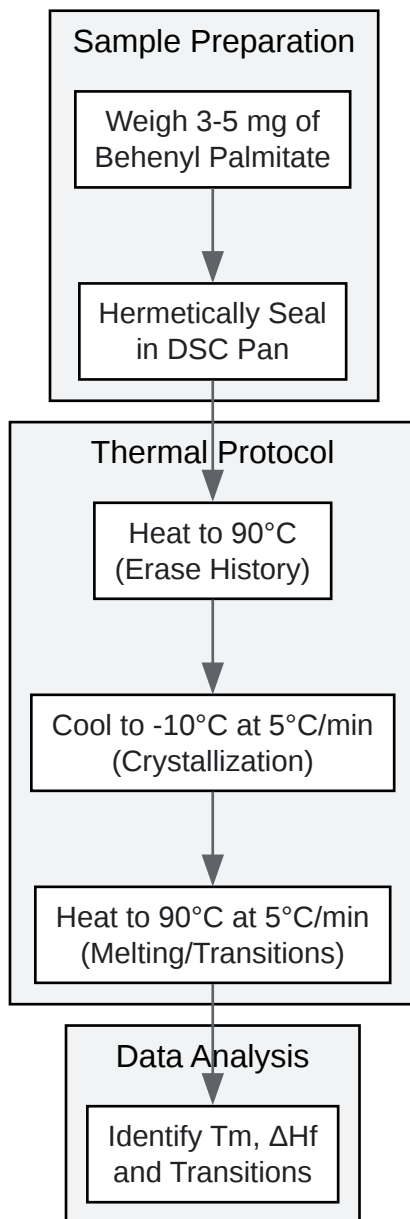 Sample Preparation
Weigh 3-5 mg of
Behenyl Palmitate
Hermetically Seal
in DSC Pan
Thermal Protocol
Heat to 90°C
(Erase History)
Cool to -10°C at 5°C/min
(Crystallization)
Heat to 90°C at 5°C/min
(Melting/Transitions)
Data Analysis
Identify Tm, ΔHf
and Transitions